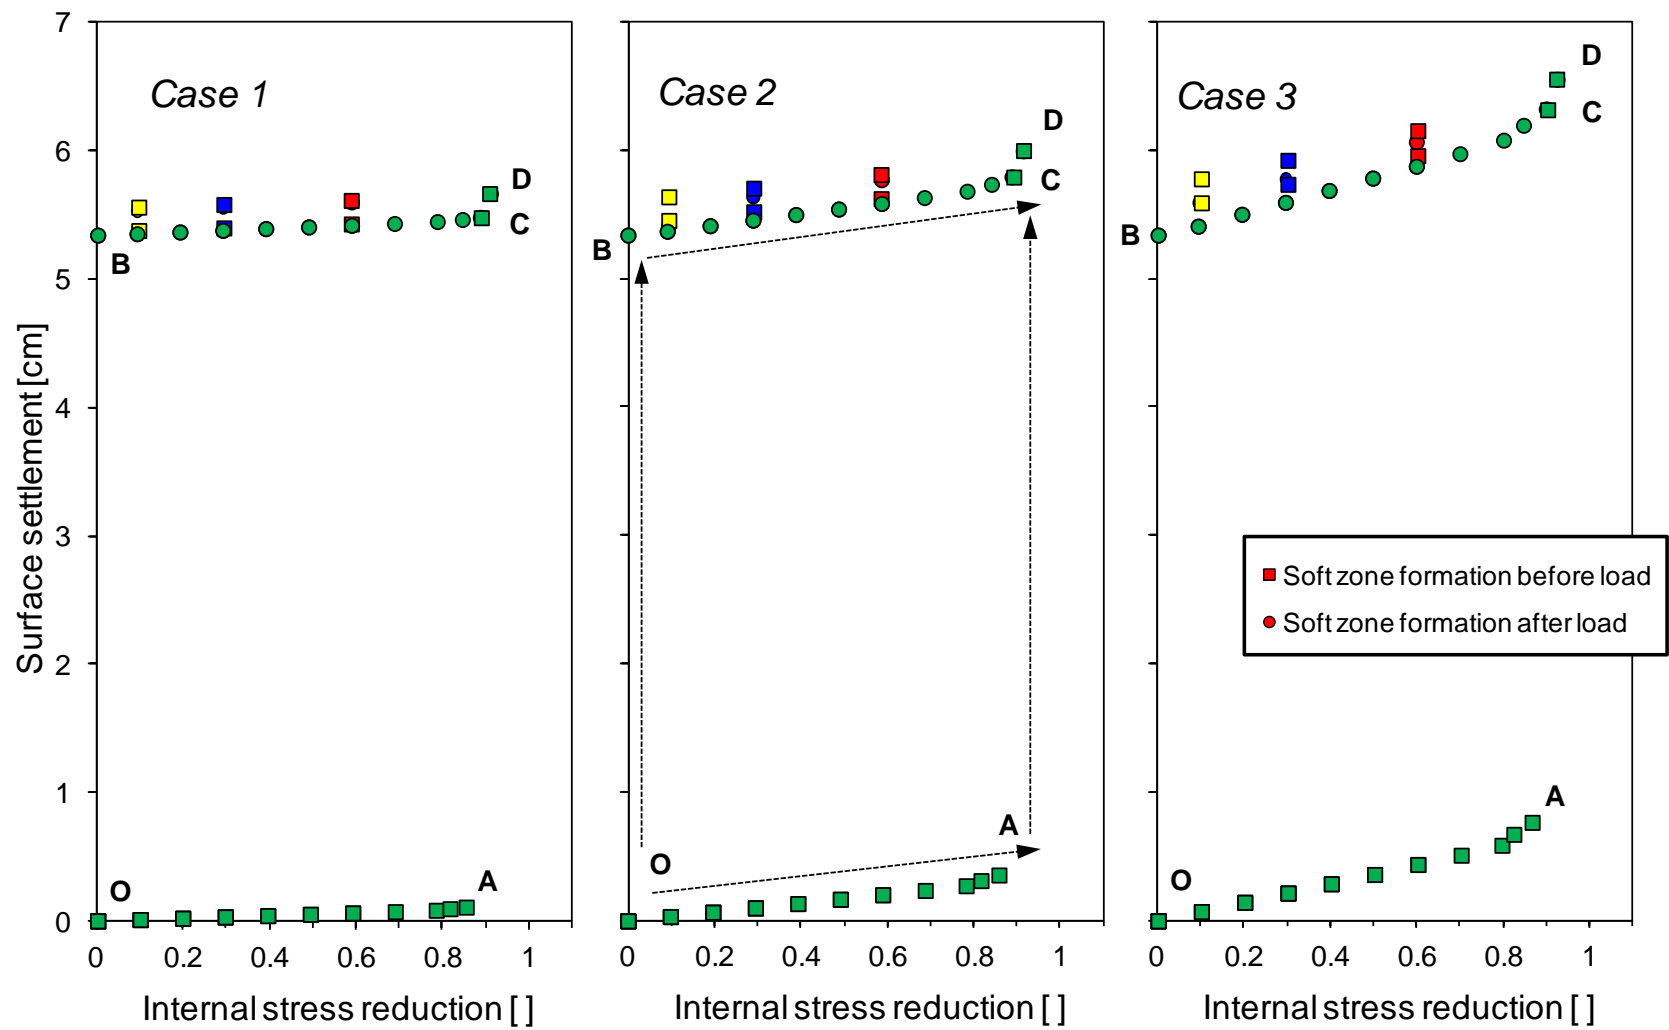 7
6
5
4
3
2
1
0
Surface settlement [cm]
Case 1
D
C
B
O
A
0 0.2 0.4 0.6 0.8 1
Internal stress reduction [ ]
Case 2
D
C
B
A
O
0 0.2 0.4 0.6 0.8 1
Internal stress reduction [ ]
Case 3
D
C
B
Soft zone formation before load
Soft zone formation after load
A
O
0 0.2 0.4 0.6 0.8 1
Internal stress reduction [ ]